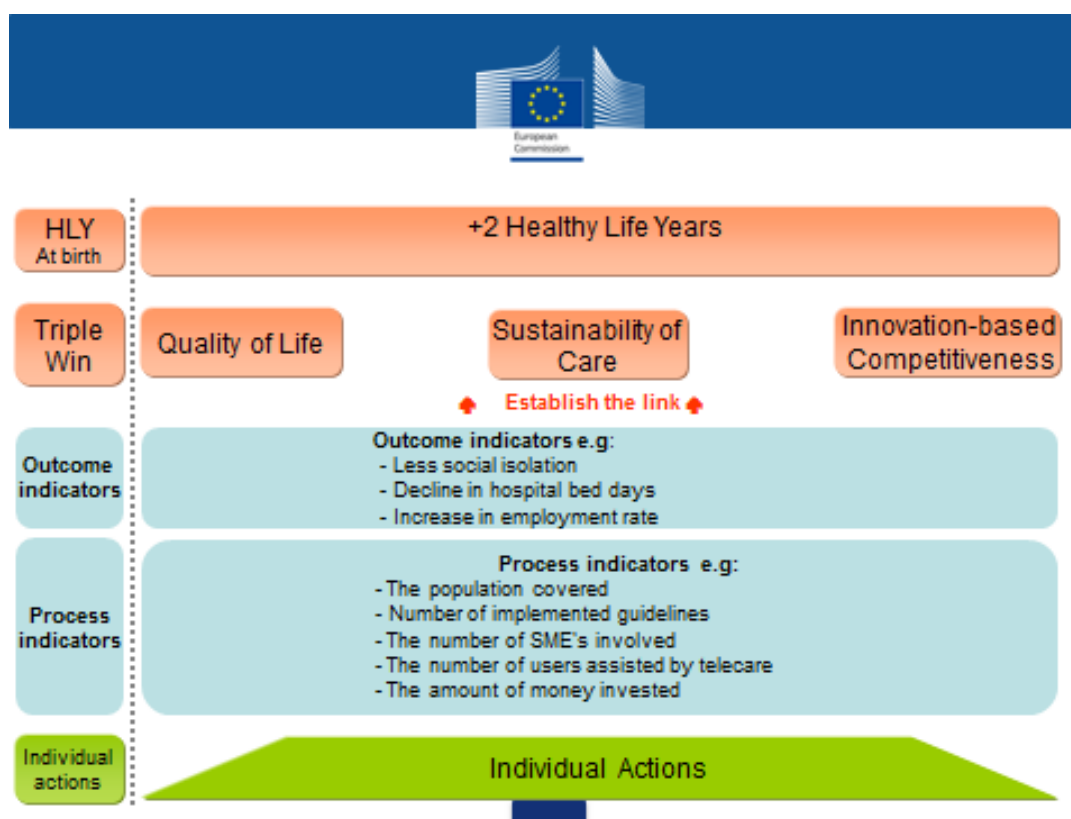 European
Commission
HLY
At birth
+2 Healthy Life Years
Triple
Win
Quality of Life
Sustainability of
Care
Innovation-based
Competitiveness
Establish the link
Outcome
indicators
Outcome indicators e.g:
- Less social isolation
- Decline in hospital bed days
- Increase in employment rate
Process
indicators
Process indicators e.g:
- The population covered
- Number of implemented guidelines
- The number of SME's involved
- The number of users assisted by telecare
- The amount of money invested
Individual
actions
Individual Actions